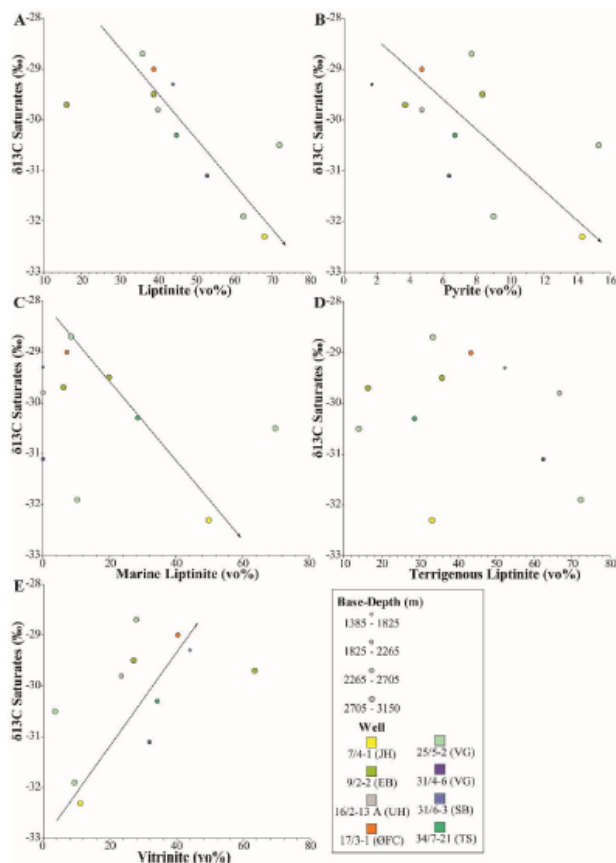 A
δ13C Saturates (‰)
-28
-29
-30
-31
-32
-33
10 20 30 40 50 60 70 80
Liptinite (vo%)
B
δ13C Saturates (‰)
-28
-29
-30
-31
-32
-33
0 2 4 6 8 10 12 14 16
Pyrite (vo%)
C
δ13C Saturates (‰)
-28
-29
-30
-31
-32
-33
0 20 40 60 80
Marine Liptinite (vo%)
D
δ13C Saturates (‰)
-28
-29
-30
-31
-32
-33
10 20 30 40 50 60 70 80
Terrigenous Liptinite (vo%)
E
δ13C Saturates (‰)
-28
-29
-30
-31
-32
-33
0 20 40 60 80
Vitrinite (vo%)
Base-Depth (m)
1385 - 1825
1825 - 2265
2265 - 2705
2705 - 3150
Well
7/4-1 (JH)
9/2-2 (EB)
16/2-13 A (UH)
17/3-1 (ØFC)
25/5-2 (VG)
31/4-6 (VG)
31/6-3 (SB)
34/7-21 (TS)